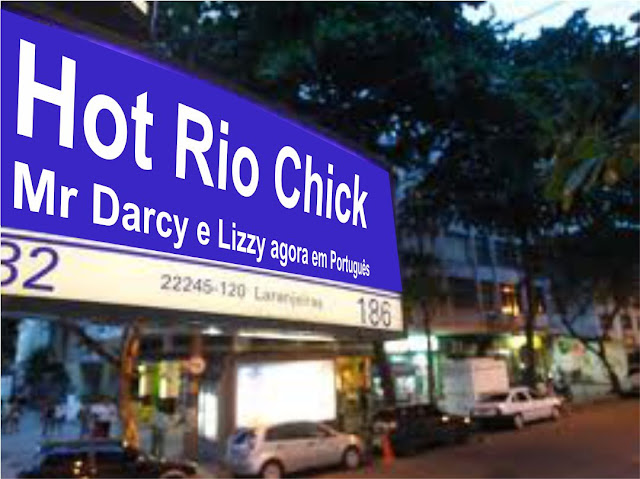 Hot Rio Chick
Mr Darcy e Lizzy agora em Português
32 22245-120 Laranjeiras 186